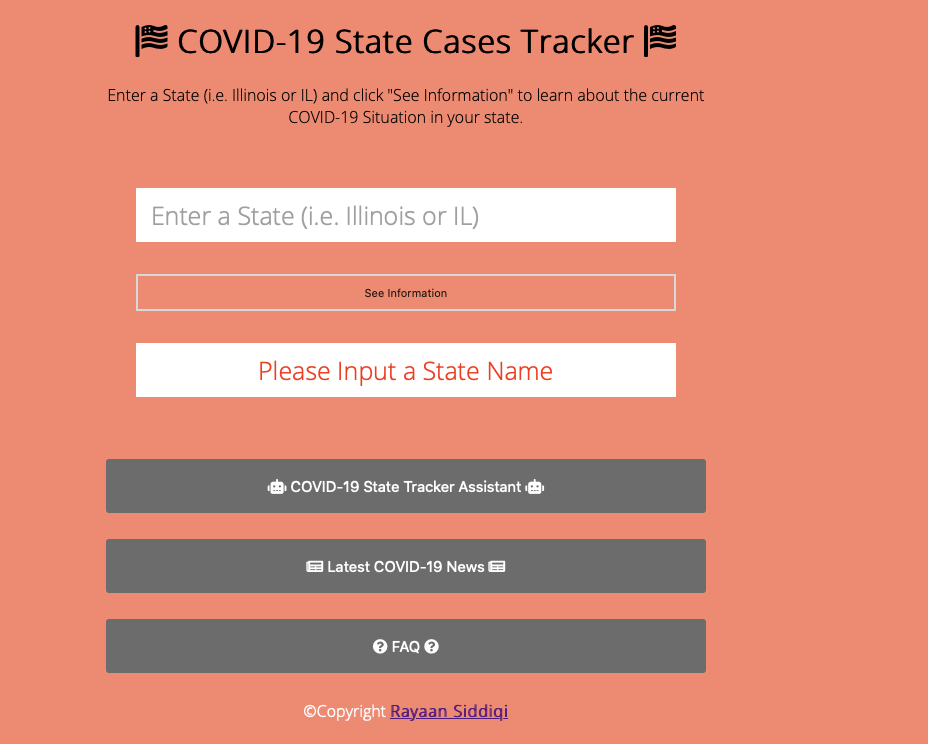 COVID-19 State Cases Tracker
Enter a State (i.e. Illinois or IL) and click "See Information" to learn about the current
COVID-19 Situation in your state.
Enter a State (i.e. Illinois or IL)
See Information
Please Input a State Name
COVID-19 State Tracker Assistant
Latest COVID-19 News
FAQ
©Copyright Rayaan Siddiqi